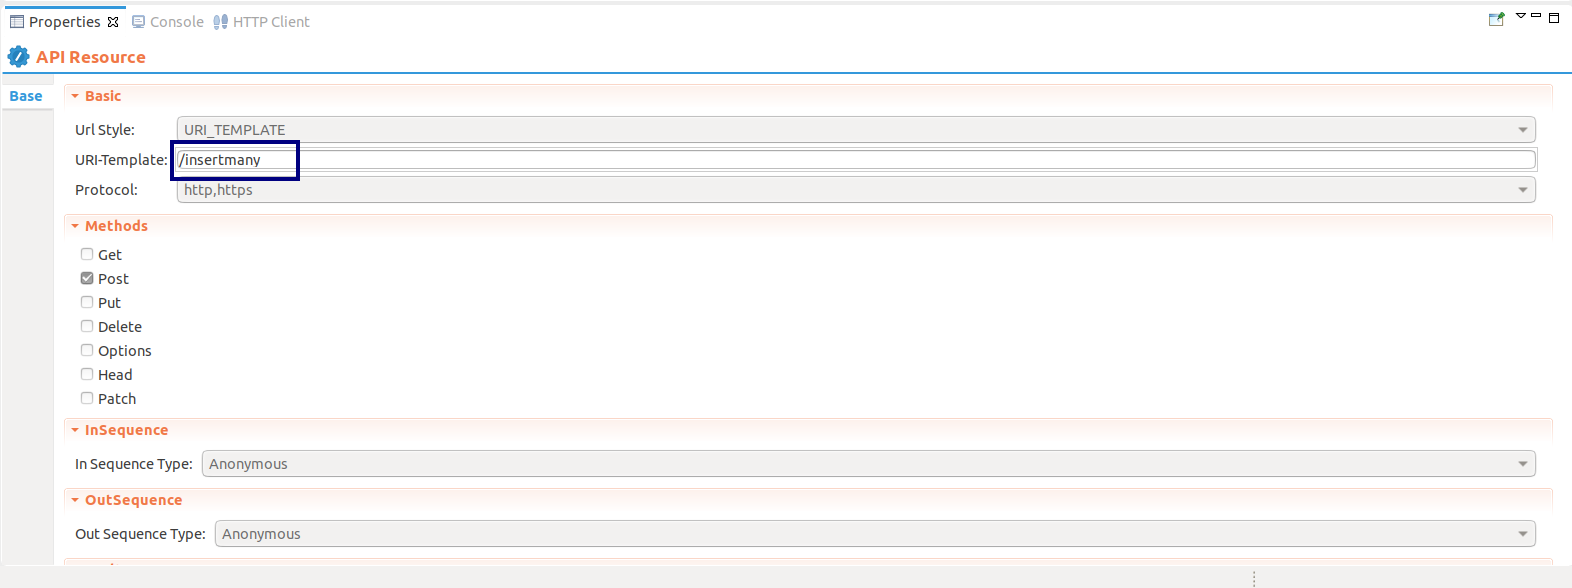 Properties Console HTTP Client
API Resource
Base
Basic
Url Style: URI_TEMPLATE
URI-Template: /insertmany
Protocol: http,https
Methods
Get
Post
Put
Delete
Options
Head
Patch
InSequence
In Sequence Type: Anonymous
OutSequence
Out Sequence Type: Anonymous